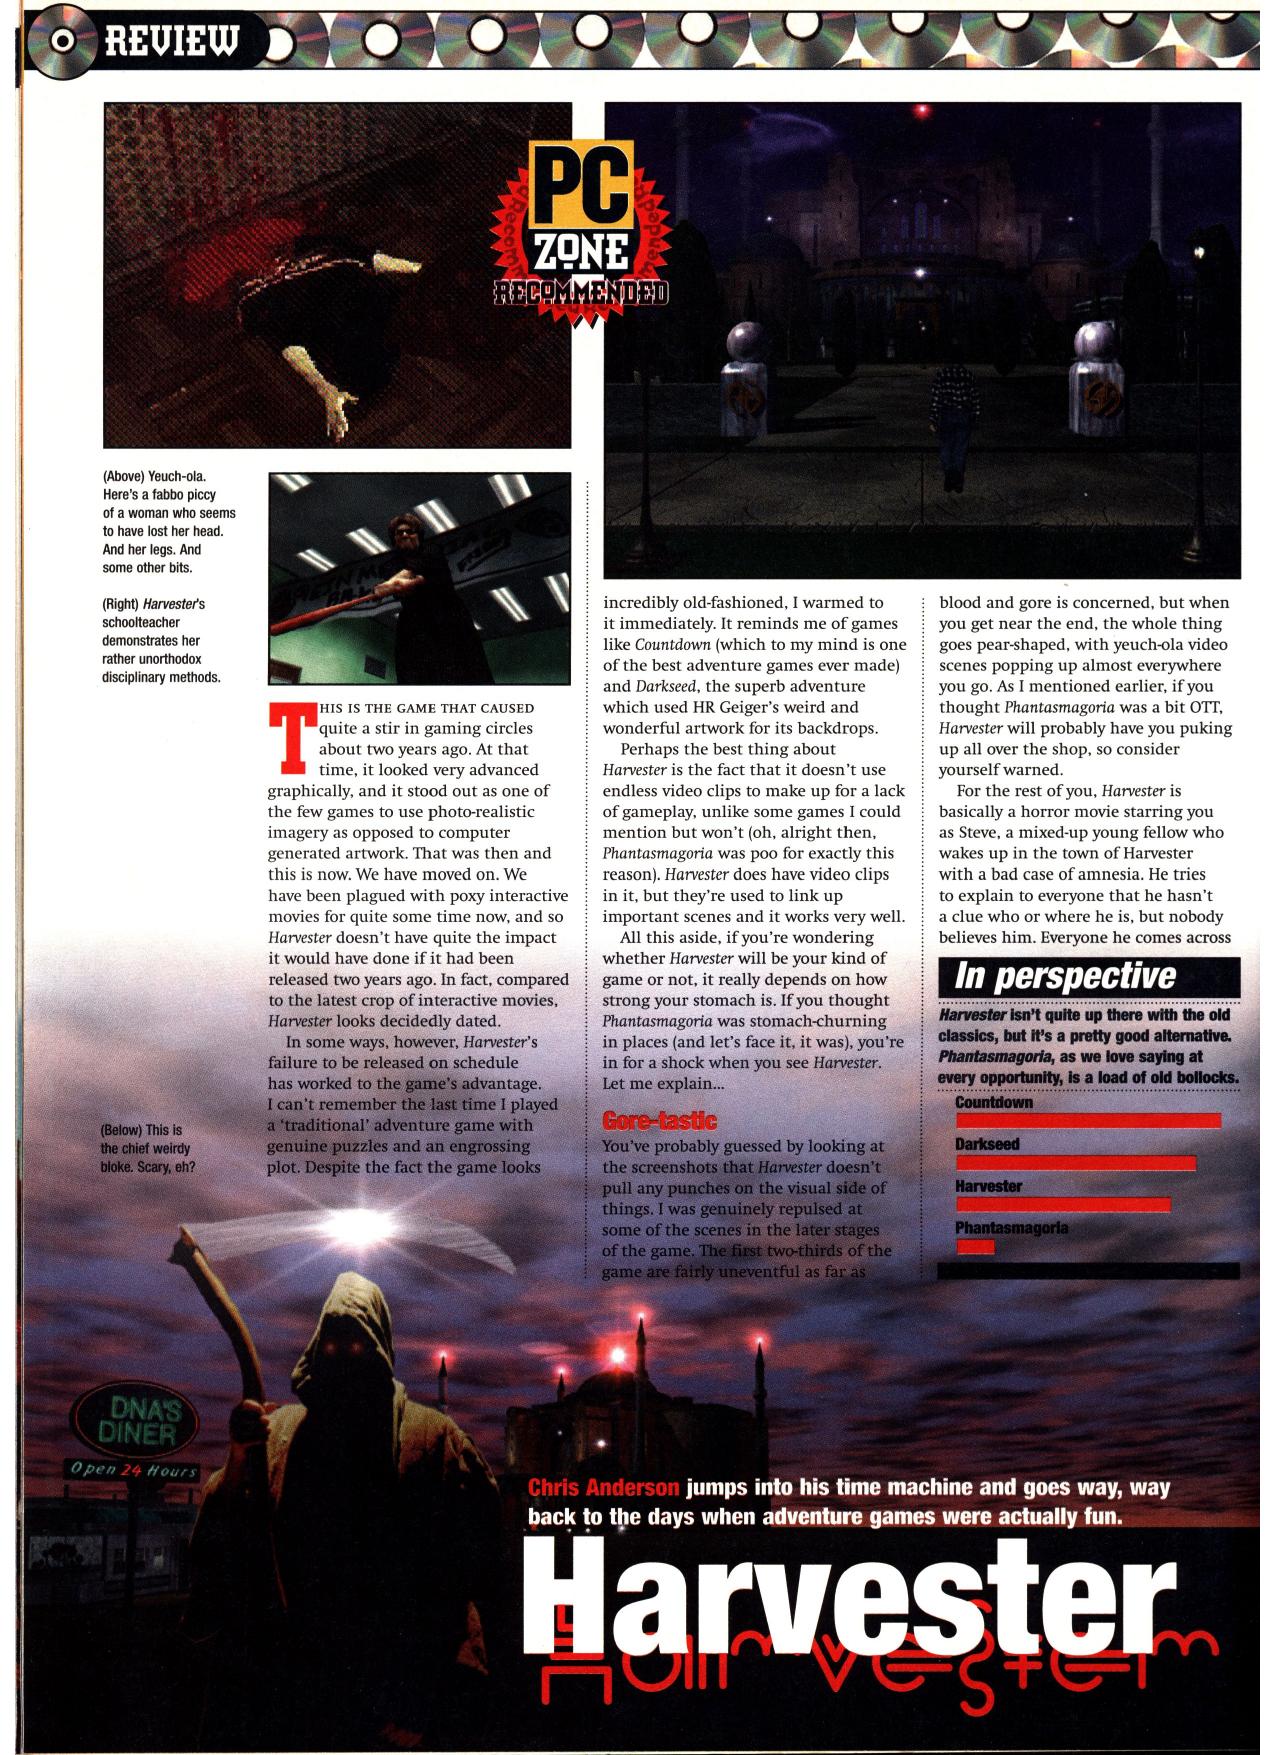 REVIEW
PC
ZONE
RECOMMENDED
(Above) Yeuch-ola.
Here's a fabbo piccy
of a woman who seems
to have lost her head.
And her legs. And
some other bits.
(Right) Harvester's
schoolteacher
demonstrates her
rather unorthodox
disciplinary methods.
THIS IS THE GAME THAT CAUSED
quite a stir in gaming circles
about two years ago. At that
time, it looked very advanced
graphically, and it stood out as one of
the few games to use photo-realistic
imagery as opposed to computer
generated artwork. That was then and
this is now. We have moved on. We
have been plagued with poxy interactive
movies for quite some time now, and so
Harvester doesn't have quite the impact
it would have done if it had been
released two years ago. In fact, compared
to the latest crop of interactive movies,
Harvester looks decidedly dated.
In some ways, however, Harvester's
failure to be released on schedule
has worked to the game's advantage.
I can't remember the last time I played
a 'traditional' adventure game with
genuine puzzles and an engrossing
plot. Despite the fact the game looks
incredibly old-fashioned, I warmed to
it immediately. It reminds me of games
like Countdown (which to my mind is one
of the best adventure games ever made)
and Darkseed, the superb adventure
which used HR Geiger's weird and
wonderful artwork for its backdrops.
Perhaps the best thing about
Harvester is the fact that it doesn't use
endless video clips to make up for a lack
of gameplay, unlike some games I could
mention but won't (oh, alright then,
Phantasmagoria was poo for exactly this
reason). Harvester does have video clips
in it, but they're used to link up
important scenes and it works very well.
All this aside, if you're wondering
whether Harvester will be your kind of
game or not, it really depends on how
strong your stomach is. If you thought
Phantasmagoria was stomach-churning
in places (and let's face it, it was), you're
in for a shock when you see Harvester.
Let me explain...
Gore-tastic
You've probably guessed by looking at
the screenshots that Harvester doesn't
pull any punches on the visual side of
things. I was genuinely repulsed at
some of the scenes in the later stages
of the game. The first two-thirds of the
game are fairly uneventful as far as
blood and gore is concerned, but when
you get near the end, the whole thing
goes pear-shaped, with yeuch-ola video
scenes popping up almost everywhere
you go. As I mentioned earlier, if you
thought Phantasmagoria was a bit OTT,
Harvester will probably have you puking
up all over the shop, so consider
yourself warned.
For the rest of you, Harvester is
basically a horror movie starring you
as Steve, a mixed-up young fellow who
wakes up in the town of Harvester
with a bad case of amnesia. He tries
to explain to everyone that he hasn't
a clue who or where he is, but nobody
believes him. Everyone he comes across
In perspective
Harvester isn't quite up there with the old
classics, but it's a pretty good alternative.
Phantasmagoria, as we love saying at
every opportunity, is a load of old bollocks.
Countdown
Darkseed
Harvester
Phantasmagoria
(Below) This is
the chief weirdy
bloke. Scary, eh?
DNA'S
DINER
Open 24 Hours
Chris Anderson jumps into his time machine and goes way, way
back to the days when adventure games were actually fun.
Harvester
Harvester